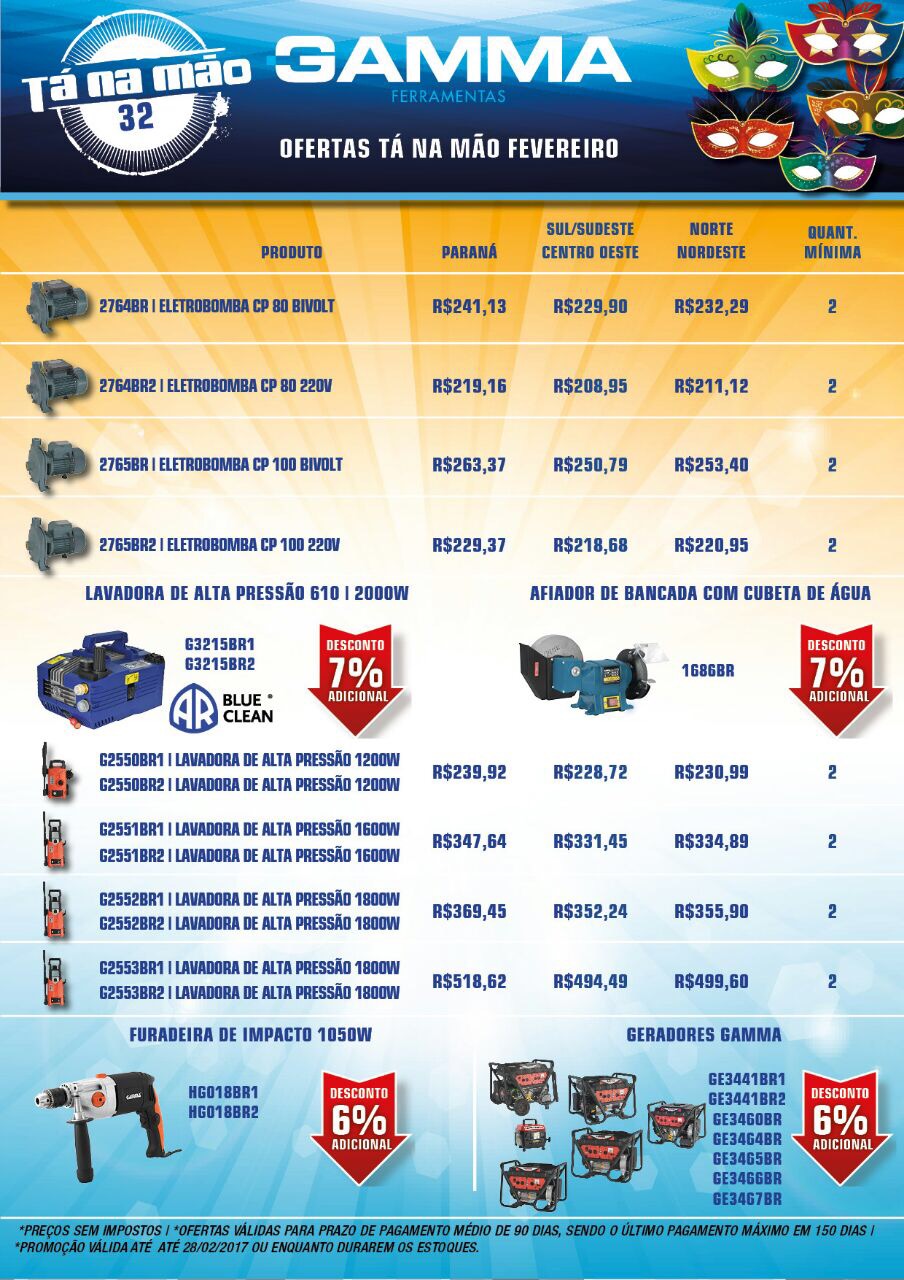 Tá na mão
32
GAMMA
FERRAMENTAS
OFERTAS TÁ NA MÃO FEVEREIRO
PRODUTO PARANÁ SUL/SUDESTE CENTRO OESTE NORTE NORDESTE QUANT. MÍNIMA
2764BR | ELETROBOMBA CP 80 BIVOLT R$241,13 R$229,90 R$232,29 2
2764BR2 | ELETROBOMBA CP 80 220V R$219,16 R$208,95 R$211,12 2
2765BR | ELETROBOMBA CP 100 BIVOLT R$263,37 R$250,79 R$253,40 2
2765BR2 | ELETROBOMBA CP 100 220V R$229,37 R$218,68 R$220,95 2
LAVADORA DE ALTA PRESSÃO 610 | 2000W
G3215BR1
G3215BR2
AR BLUE CLEAN ®
DESCONTO
7%
ADICIONAL
AFIADOR DE BANCADA COM CUBETA DE ÁGUA
1686BR
DESCONTO
7%
ADICIONAL
G2550BR1 | LAVADORA DE ALTA PRESSÃO 1200W
G2550BR2 | LAVADORA DE ALTA PRESSÃO 1200W
R$239,92 R$228,72 R$230,99 2
G2551BR1 | LAVADORA DE ALTA PRESSÃO 1600W
G2551BR2 | LAVADORA DE ALTA PRESSÃO 1600W
R$347,64 R$331,45 R$334,89 2
G2552BR1 | LAVADORA DE ALTA PRESSÃO 1800W
G2552BR2 | LAVADORA DE ALTA PRESSÃO 1800W
R$369,45 R$352,24 R$355,90 2
G2553BR1 | LAVADORA DE ALTA PRESSÃO 1800W
G2553BR2 | LAVADORA DE ALTA PRESSÃO 1800W
R$518,62 R$494,49 R$499,60 2
FURADEIRA DE IMPACTO 1050W
HG018BR1
HG018BR2
GAMMA
DESCONTO
6%
ADICIONAL
GERADORES GAMMA
GE3441BR1
GE3441BR2
GE3460BR
GE3464BR
GE3465BR
GE3466BR
GE3467BR
DESCONTO
6%
ADICIONAL
*PREÇOS SEM IMPOSTOS | *OFERTAS VÁLIDAS PARA PRAZO DE PAGAMENTO MÉDIO DE 90 DIAS, SENDO O ÚLTIMO PAGAMENTO MÁXIMO EM 150 DIAS |
*PROMOÇÃO VÁLIDA ATÉ ATÉ 28/02/2017 OU ENQUANTO DURAREM OS ESTOQUES.